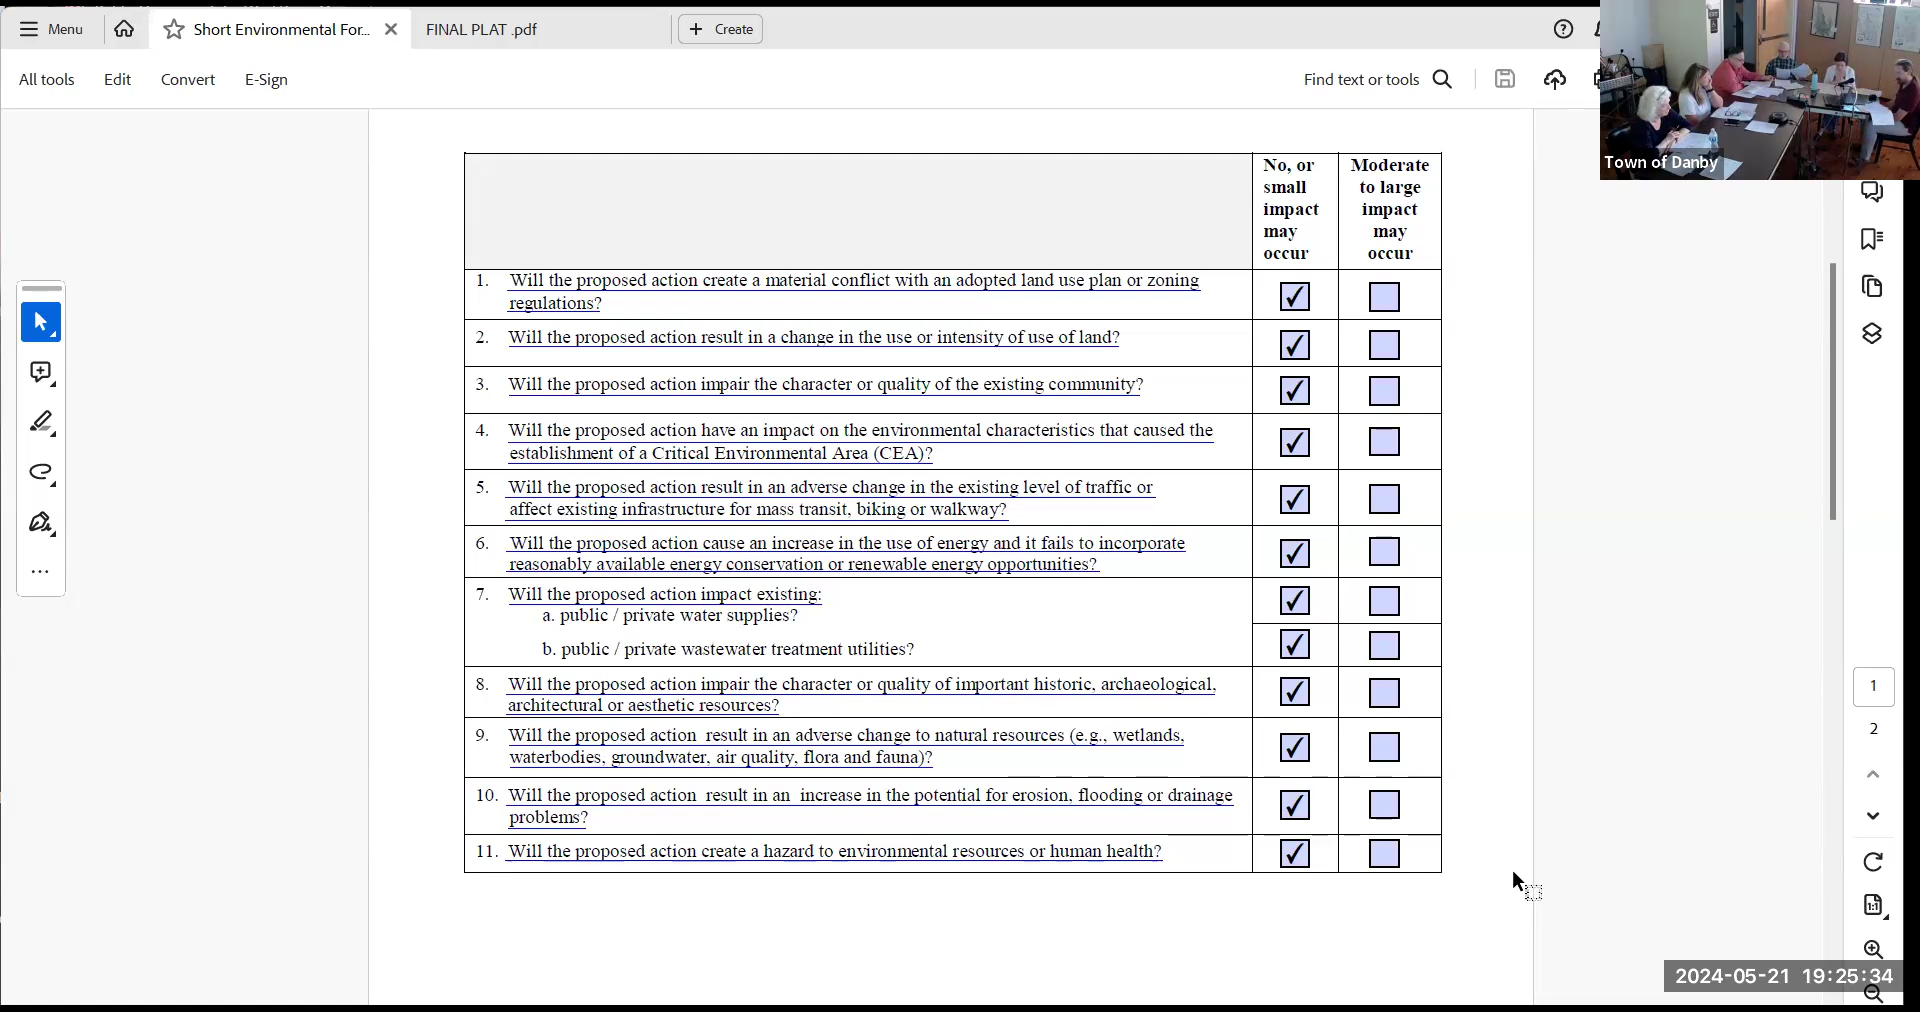 Menu
Short Environmental For...
FINAL PLAT .pdf
Create
All tools
Edit
Convert
E-Sign
Find text or tools
Town of Danby
No, or
small
impact
may
occur
Moderate
to large
impact
may
occur
1. Will the proposed action create a material conflict with an adopted land use plan or zoning
regulations?
2. Will the proposed action result in a change in the use or intensity of use of land?
3. Will the proposed action impair the character or quality of the existing community?
4. Will the proposed action have an impact on the environmental characteristics that caused the
establishment of a Critical Environmental Area (CEA)?
5. Will the proposed action result in an adverse change in the existing level of traffic or
affect existing infrastructure for mass transit, biking or walkway?
6. Will the proposed action cause an increase in the use of energy and it fails to incorporate
reasonably available energy conservation or renewable energy opportunities?
7. Will the proposed action impact existing:
a. public / private water supplies?
b. public / private wastewater treatment utilities?
8. Will the proposed action impair the character or quality of important historic, archaeological,
architectural or aesthetic resources?
9. Will the proposed action result in an adverse change to natural resources (e.g., wetlands,
waterbodies, groundwater, air quality, flora and fauna)?
10. Will the proposed action result in an increase in the potential for erosion, flooding or drainage
problems?
11. Will the proposed action create a hazard to environmental resources or human health?
1
2
1:1
2024-05-21 19:25:34